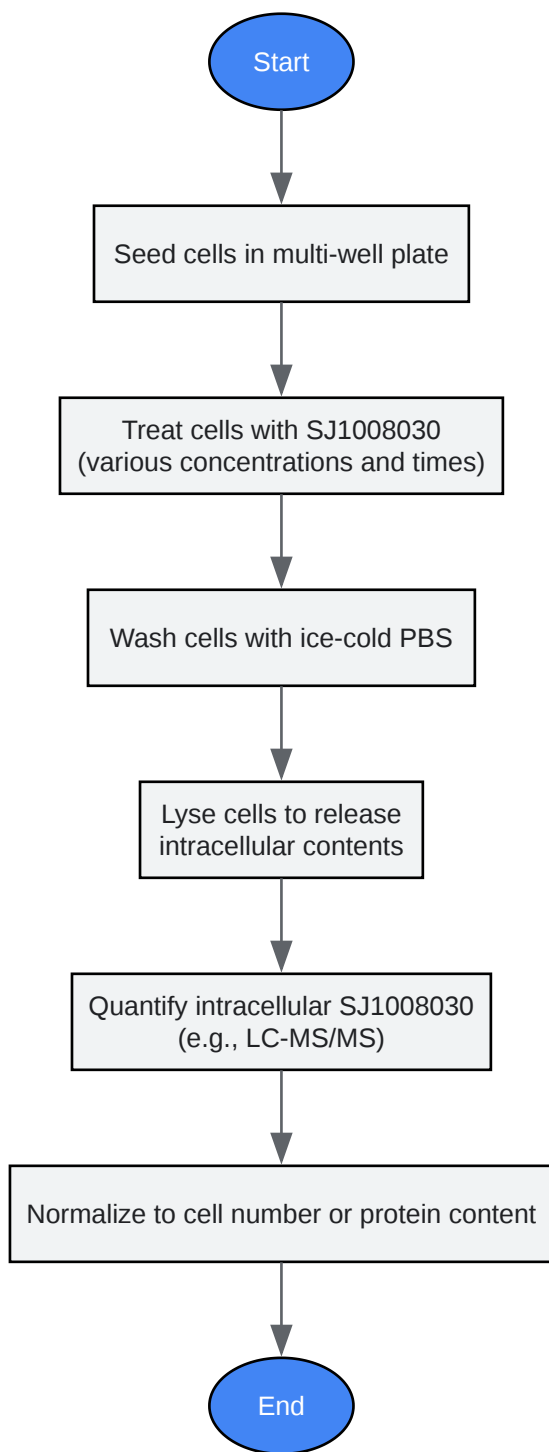 Start
Seed cells in multi-well plate
Treat cells with SJ1008030
(various concentrations and times)
Wash cells with ice-cold PBS
Lyse cells to release
intracellular contents
Quantify intracellular SJ1008030
(e.g., LC-MS/MS)
Normalize to cell number or protein content
End